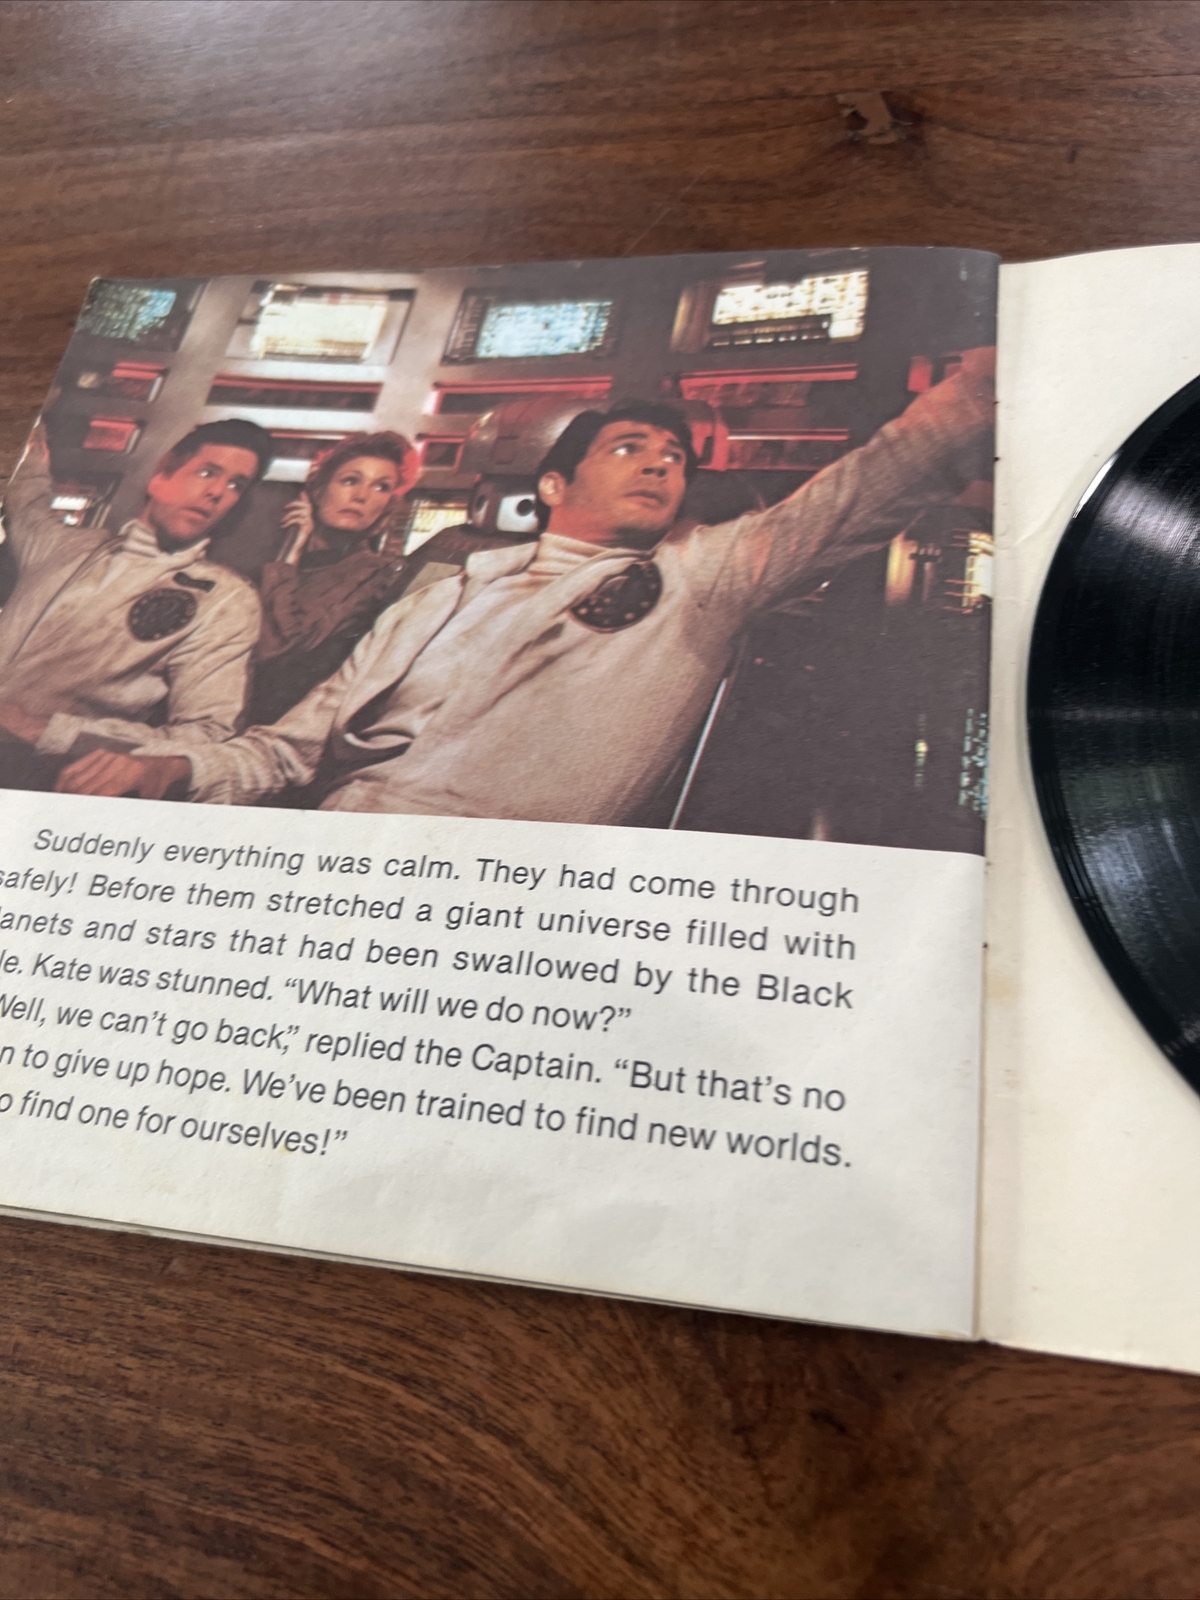 Suddenly everything was calm. They had come through
safely! Before them stretched a giant universe filled with
lanets and stars that had been swallowed by the Black
le. Kate was stunned. “What will we do now?”
Well, we can’t go back,” replied the Captain. “But that’s no
n to give up hope. We’ve been trained to find new worlds.
o find one for ourselves!”